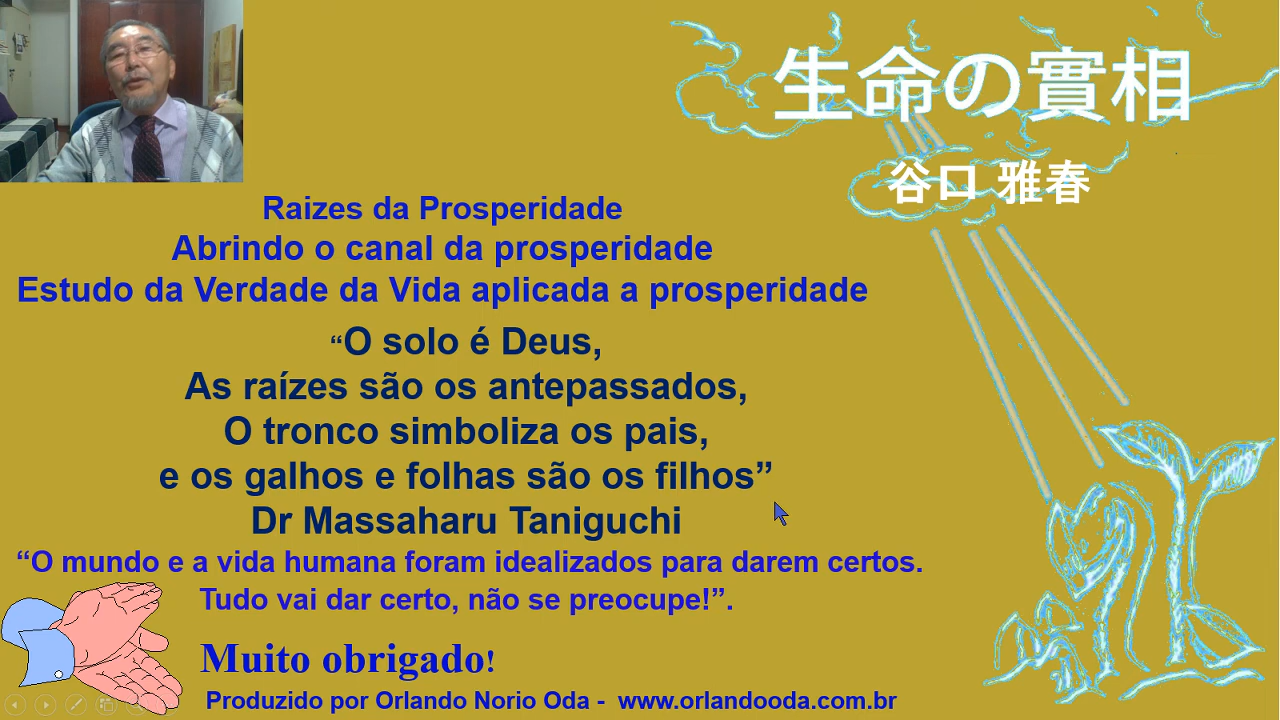 生命の實相
谷口 雅春
Raizes da Prosperidade
Abrindo o canal da prosperidade
Estudo da Verdade da Vida aplicada a prosperidade
“O solo é Deus,
As raízes são os antepassados,
O tronco simboliza os pais,
e os galhos e folhas são os filhos”
Dr Massaharu Taniguchi
“O mundo e a vida humana foram idealizados para darem certos.
Tudo vai dar certo, não se preocupe!”.
Muito obrigado!
Produzido por Orlando Norio Oda - www.orlandooda.com.br